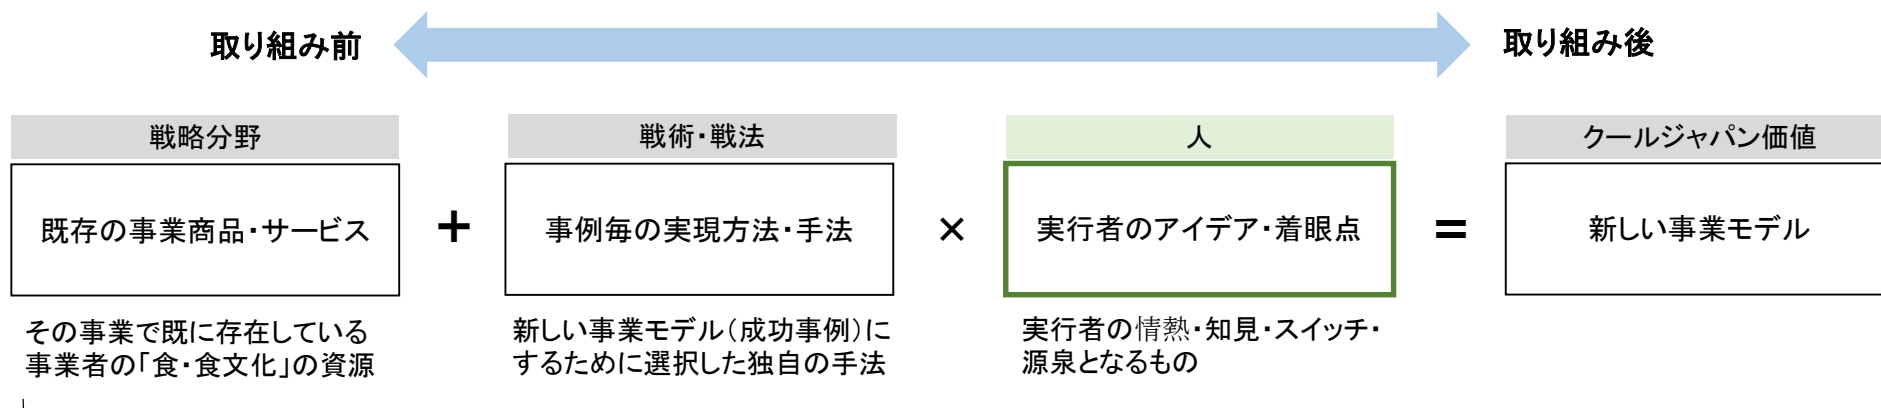 取り組み前
取り組み後
戦略分野
戦術・戦法
人
クールジャパン価値
既存の事業商品・サービス
+
事例毎の実現方法・手法
×
実行者のアイデア・着眼点
=
新しい事業モデル
その事業で既に存在している
事業者の「食・食文化」の資源
新しい事業モデル(成功事例)に
するために選択した独自の手法
実行者の情熱・知見・スイッチ・
源泉となるもの